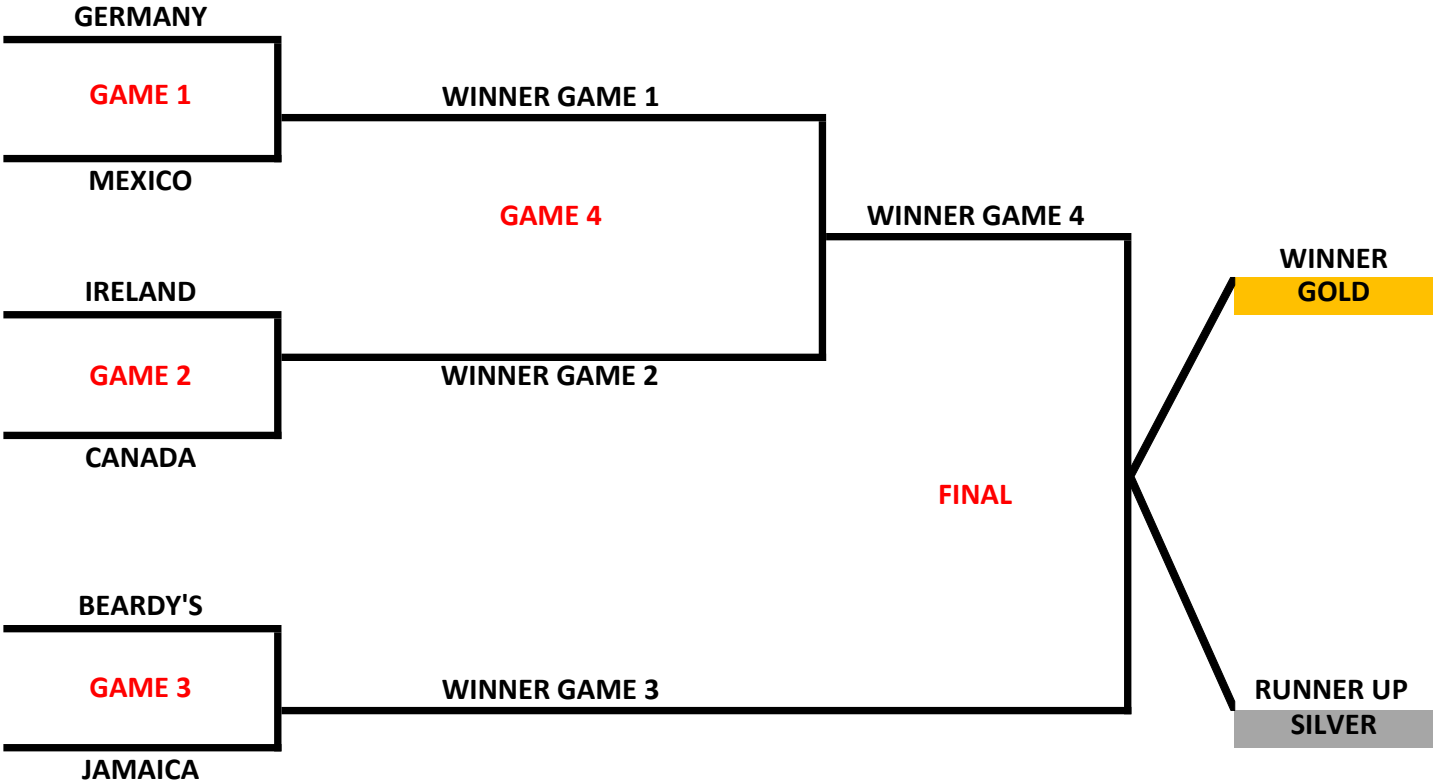 GERMANY
GAME 1
WINNER GAME 1
MEXICO
GAME 4
WINNER GAME 4
WINNER
GOLD
IRELAND
GAME 2
WINNER GAME 2
CANADA
FINAL
BEARDY'S
GAME 3
WINNER GAME 3
RUNNER UP
SILVER
JAMAICA